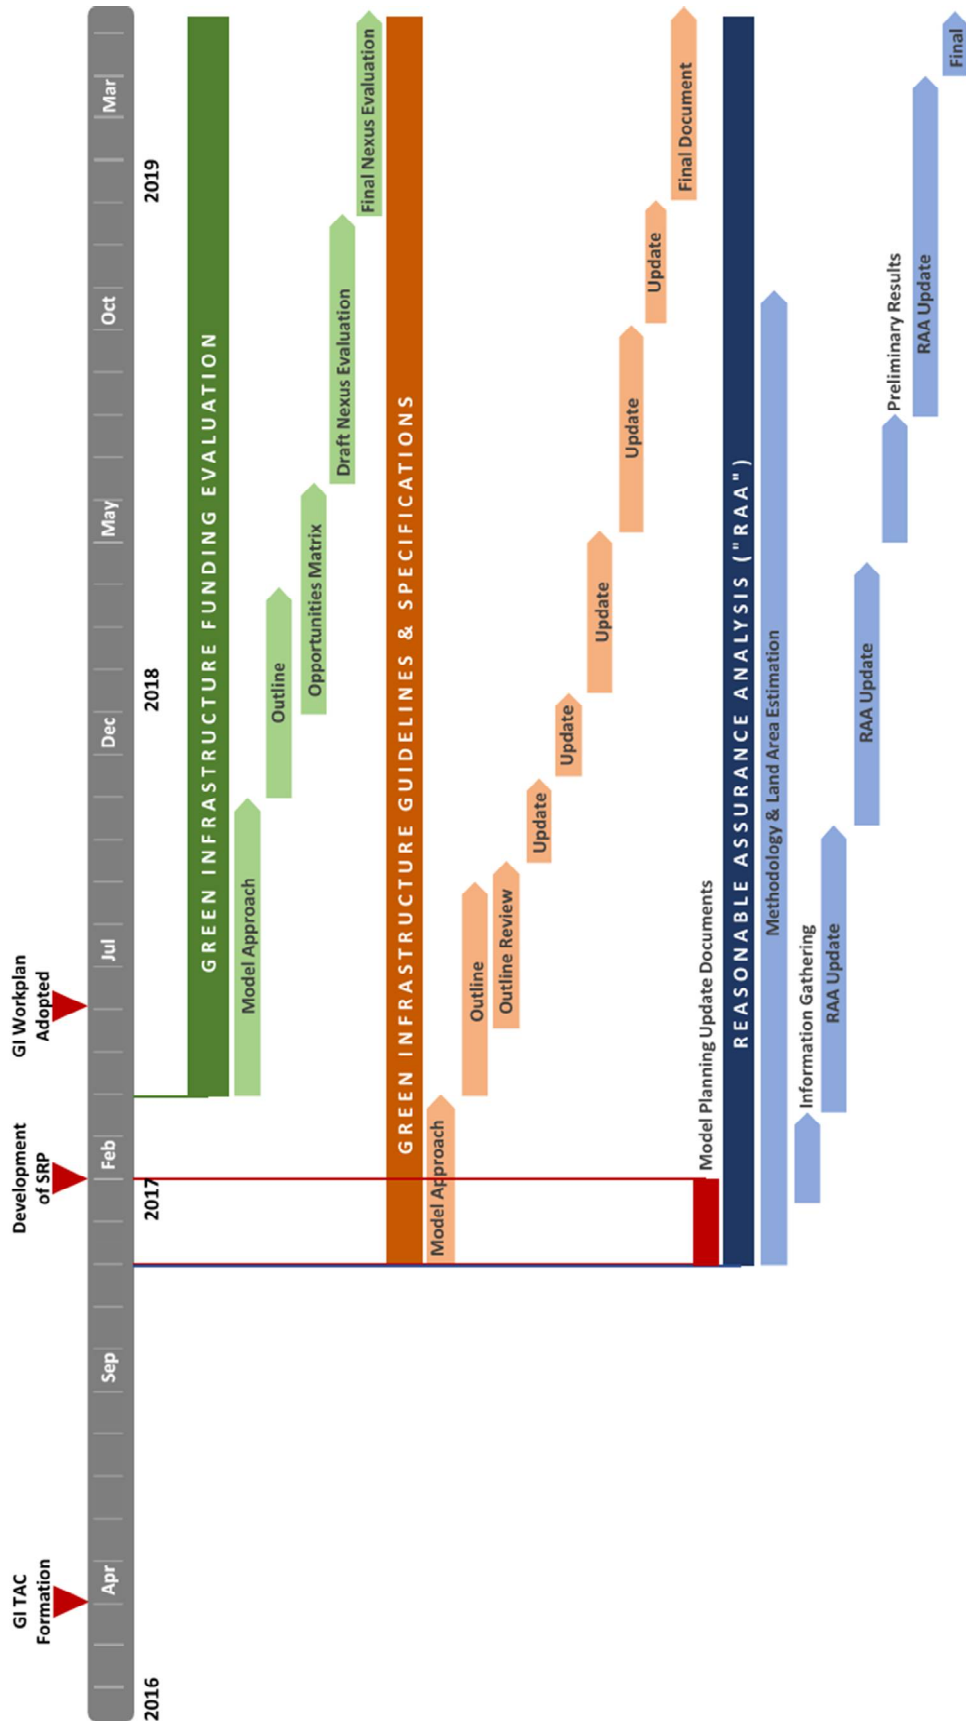 GI TAC
Formation
Development
of SRP
GI Workplan
Adopted
Apr
Sep
Feb
Jul
Dec
May
Oct
Mar
2016
2017
2018
2019
GREEN INFRASTRUCTURE FUNDING EVALUATION
Model Approach
Outline
Opportunities Matrix
Draft Nexus Evaluation
Final Nexus Evaluation
GREEN INFRASTRUCTURE GUIDELINES & SPECIFICATIONS
Model Approach
Outline
Outline Review
Update
Update
Update
Update
Update
Final Document
Model Planning Update Documents
REASONABLE ASSURANCE ANALYSIS ("RAA")
Methodology & Land Area Estimation
Information Gathering
RAA Update
RAA Update
Preliminary Results
RAA Update
Final